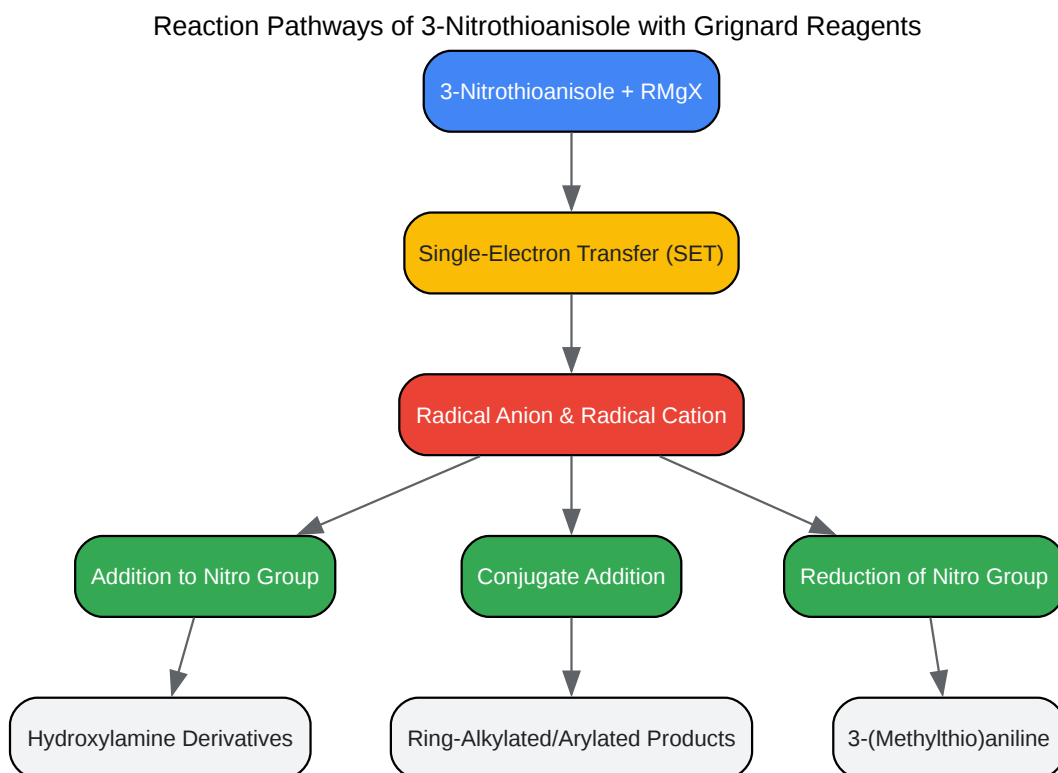 Reaction Pathways of 3-Nitrothioanisole with Grignard Reagents
3-Nitrothioanisole + RMgX
Single-Electron Transfer (SET)
Radical Anion & Radical Cation
Addition to Nitro Group
Conjugate Addition
Reduction of Nitro Group
Hydroxylamine Derivatives
Ring-Alkylated/Arylated Products
3-(Methylthio)aniline